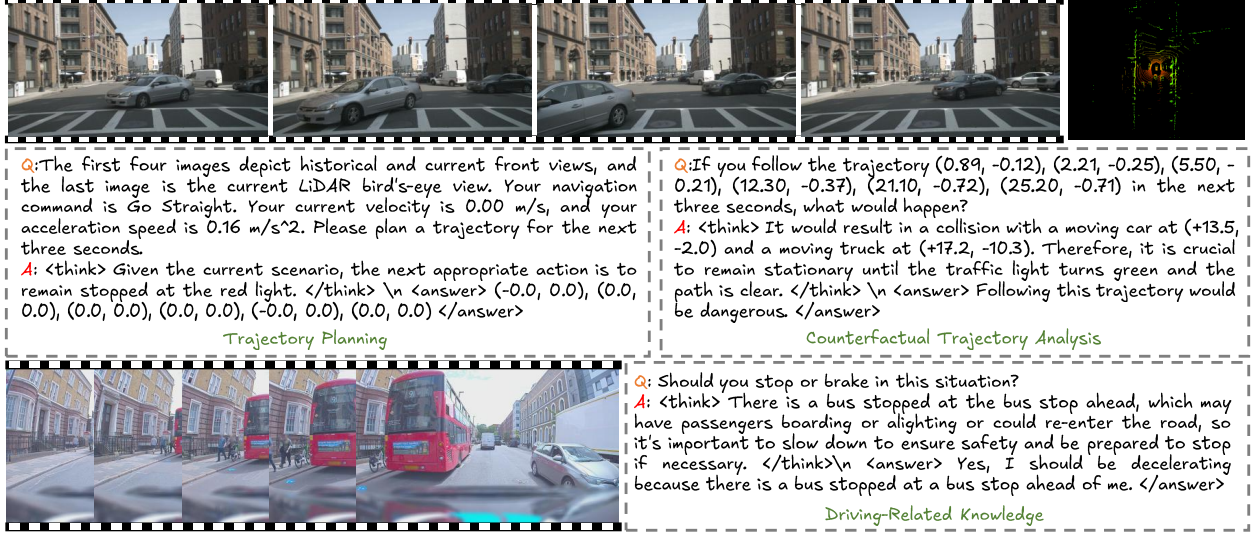 Q:The first four images depict historical and current front views, and
the last image is the current LiDAR bird's-eye view. Your navigation
command is Go Straight. Your current velocity is 0.00 m/s, and your
acceleration speed is 0.16 m/s^2. Please plan a trajectory for the next
three seconds.
A: <think> Given the current scenario, the next appropriate action is to
remain stopped at the red light. </think> \n <answer> (-0.0, 0.0), (0.0,
0.0), (0.0, 0.0), (0.0, 0.0), (-0.0, 0.0), (0.0, 0.0) </answer>
Trajectory Planning
Q:If you follow the trajectory (0.89, -0.12), (2.21, -0.25), (5.50, -
0.21), (12.30, -0.37), (21.10, -0.72), (25.20, -0.71) in the next
three seconds, what would happen?
A: <think> It would result in a collision with a moving car at (+13.5,
-2.0) and a moving truck at (+17.2, -10.3). Therefore, it is crucial
to remain stationary until the traffic light turns green and the
path is clear. </think> \n <answer> Following this trajectory would
be dangerous. </answer>
Counterfactual Trajectory Analysis
Q: Should you stop or brake in this situation?
A: <think> There is a bus stopped at the bus stop ahead, which may
have passengers boarding or alighting or could re-enter the road, so
it's important to slow down to ensure safety and be prepared to stop
if necessary. </think>\n <answer> Yes, I should be decelerating
because there is a bus stopped at a bus stop ahead of me. </answer>
Driving-Related Knowledge